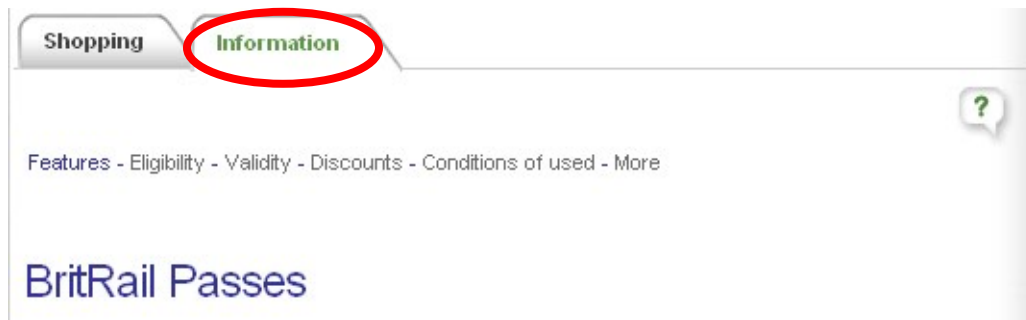 Shopping Information
?
Features - Eligibility - Validity - Discounts - Conditions of used - More
BritRail Passes